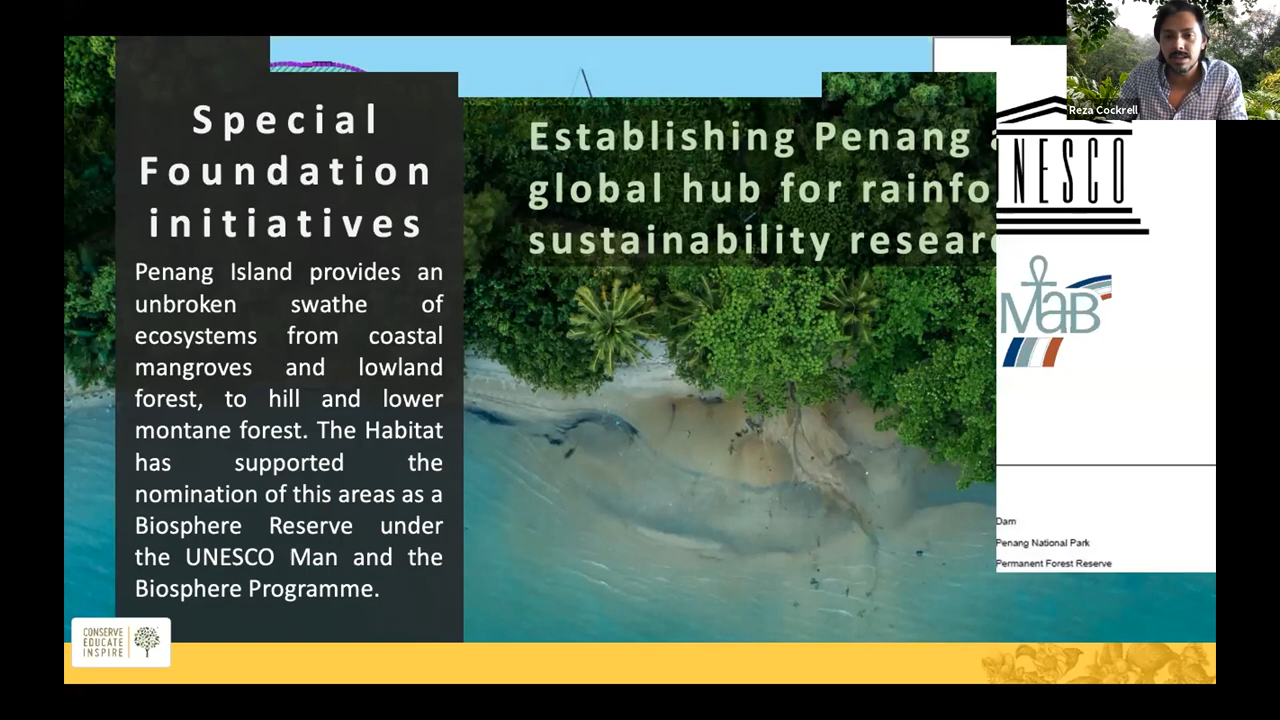 Special
Foundation
initiatives
Penang Island provides an
unbroken swathe of
ecosystems from coastal
mangroves and lowland
forest, to hill and lower
montane forest. The Habitat
has supported the
nomination of this areas as a
Biosphere Reserve under
the UNESCO Man and the
Biosphere Programme.
Establishing Penang
global hub for
sustainability
NESCO
MaB
Dam
Penang National Park
Permanent Forest Reserve
Reza Cockrell
CONSERVE
EDUCATE
INSPIRE